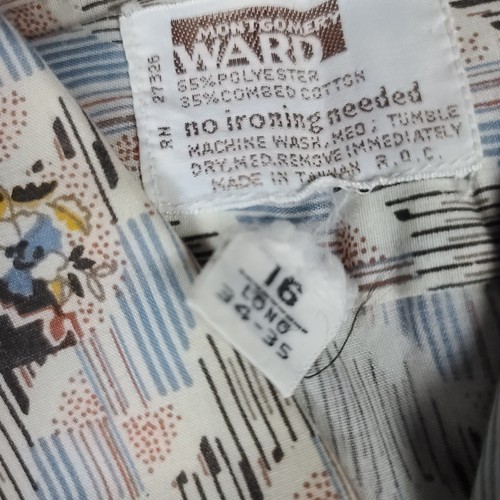 MONTGOMERY
WARD
65% POLYESTER
35% COMBED COTTON
no ironing needed
MACHINE WASH, MED, TUMBLE
DRY, MED. REMOVE IMMEDIATELY
MADE IN TAIWAN R.O.C.
RN 27326
16
LONG
34-35